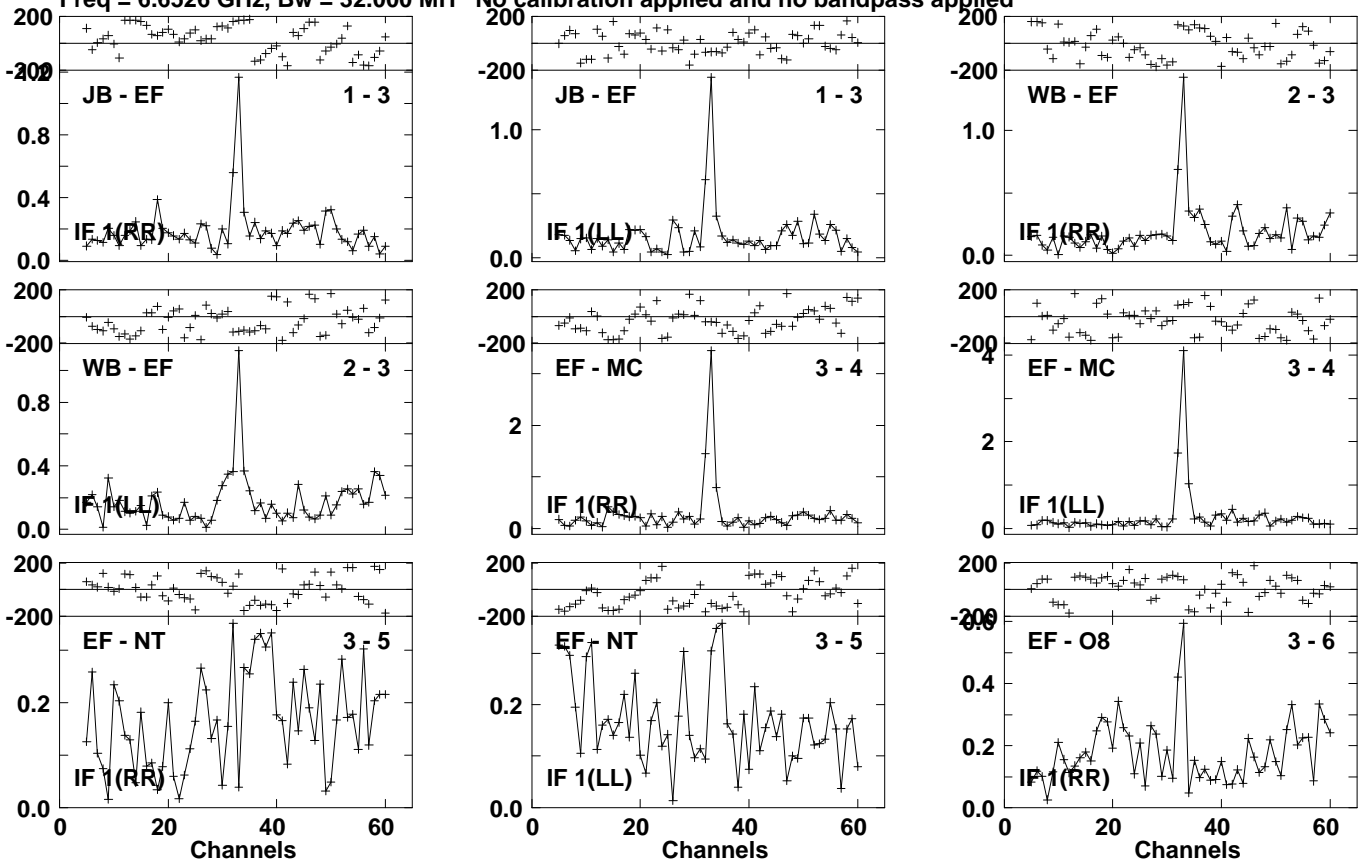 Freq = 6.6526 GHz, Bw = 32.000 MH No calibration applied and no bandpass applied
200 200 200
-200 -200 -200
1.2
JB - EF 1 - 3 JB - EF 1 - 3 WB - EF 2 - 3
0.8 1.0 1.0
0.4
IF 1(RR) IF 1(LL) IF 1(RR)
0.0 0.0 0.0
200 200 200
-200 -200 -200
WB - EF 2 - 3 EF - MC 3 - 4 EF - MC 3 - 4
4
0.8 2 2
0.4
IF 1(LL) IF 1(RR) IF 1(LL)
0.0 0 0
200 200 200
-200 -200 -200
0.6
EF - NT 3 - 5 EF - NT 3 - 5 EF - O8 3 - 6
0.4
0.2 0.2 0.2
IF 1(RR) IF 1(LL) IF 1(RR)
0.0 0.0 0.0
0 20 40 60 0 20 40 60 0 20 40 60
Channels Channels Channels